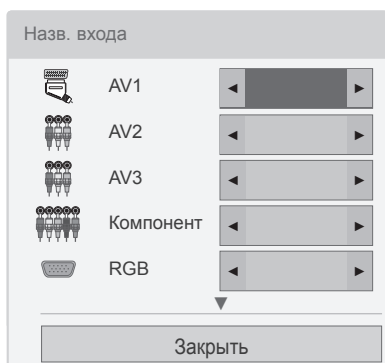 Назв. входа
AV1
AV2
AV3
Компонент
RGB
Закрыть